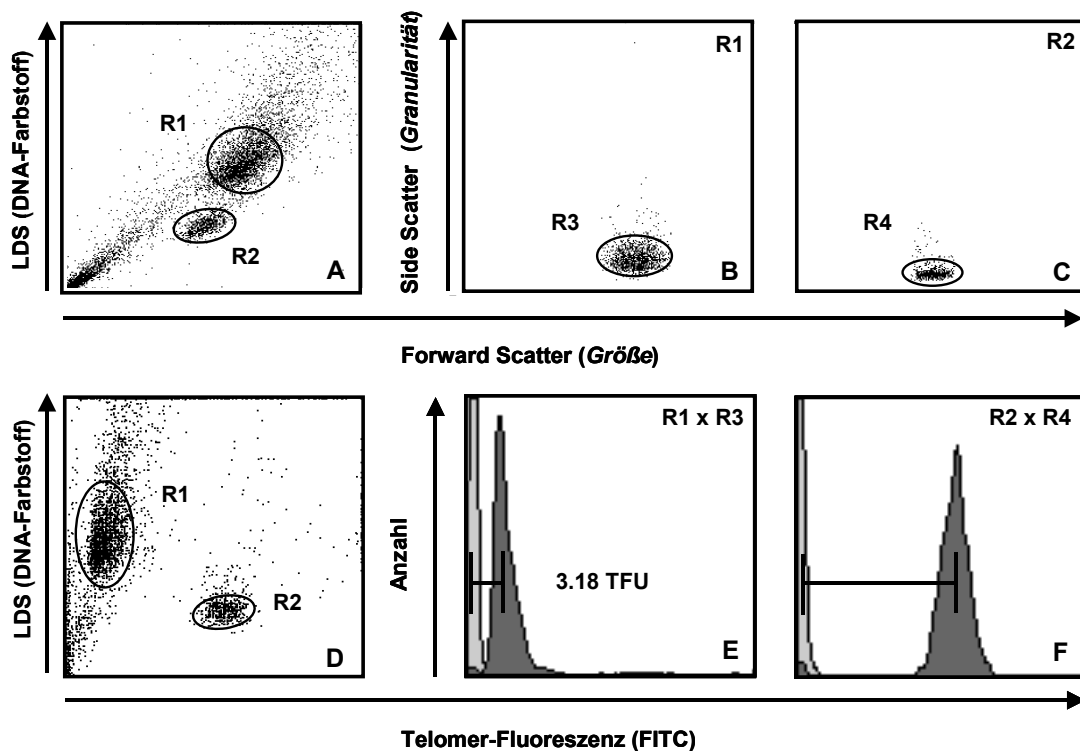 LDS (DNA-Farbstoff)
R1
R2
A
Side Scatter (Granularität)
R1
R3
B
R2
R4
C
Forward Scatter (Größe)
LDS (DNA-Farbstoff)
R1
R2
D
Anzahl
R1 x R3
3.18 TFU
E
R2 x R4
F
Telomer-Fluoreszenz (FITC)